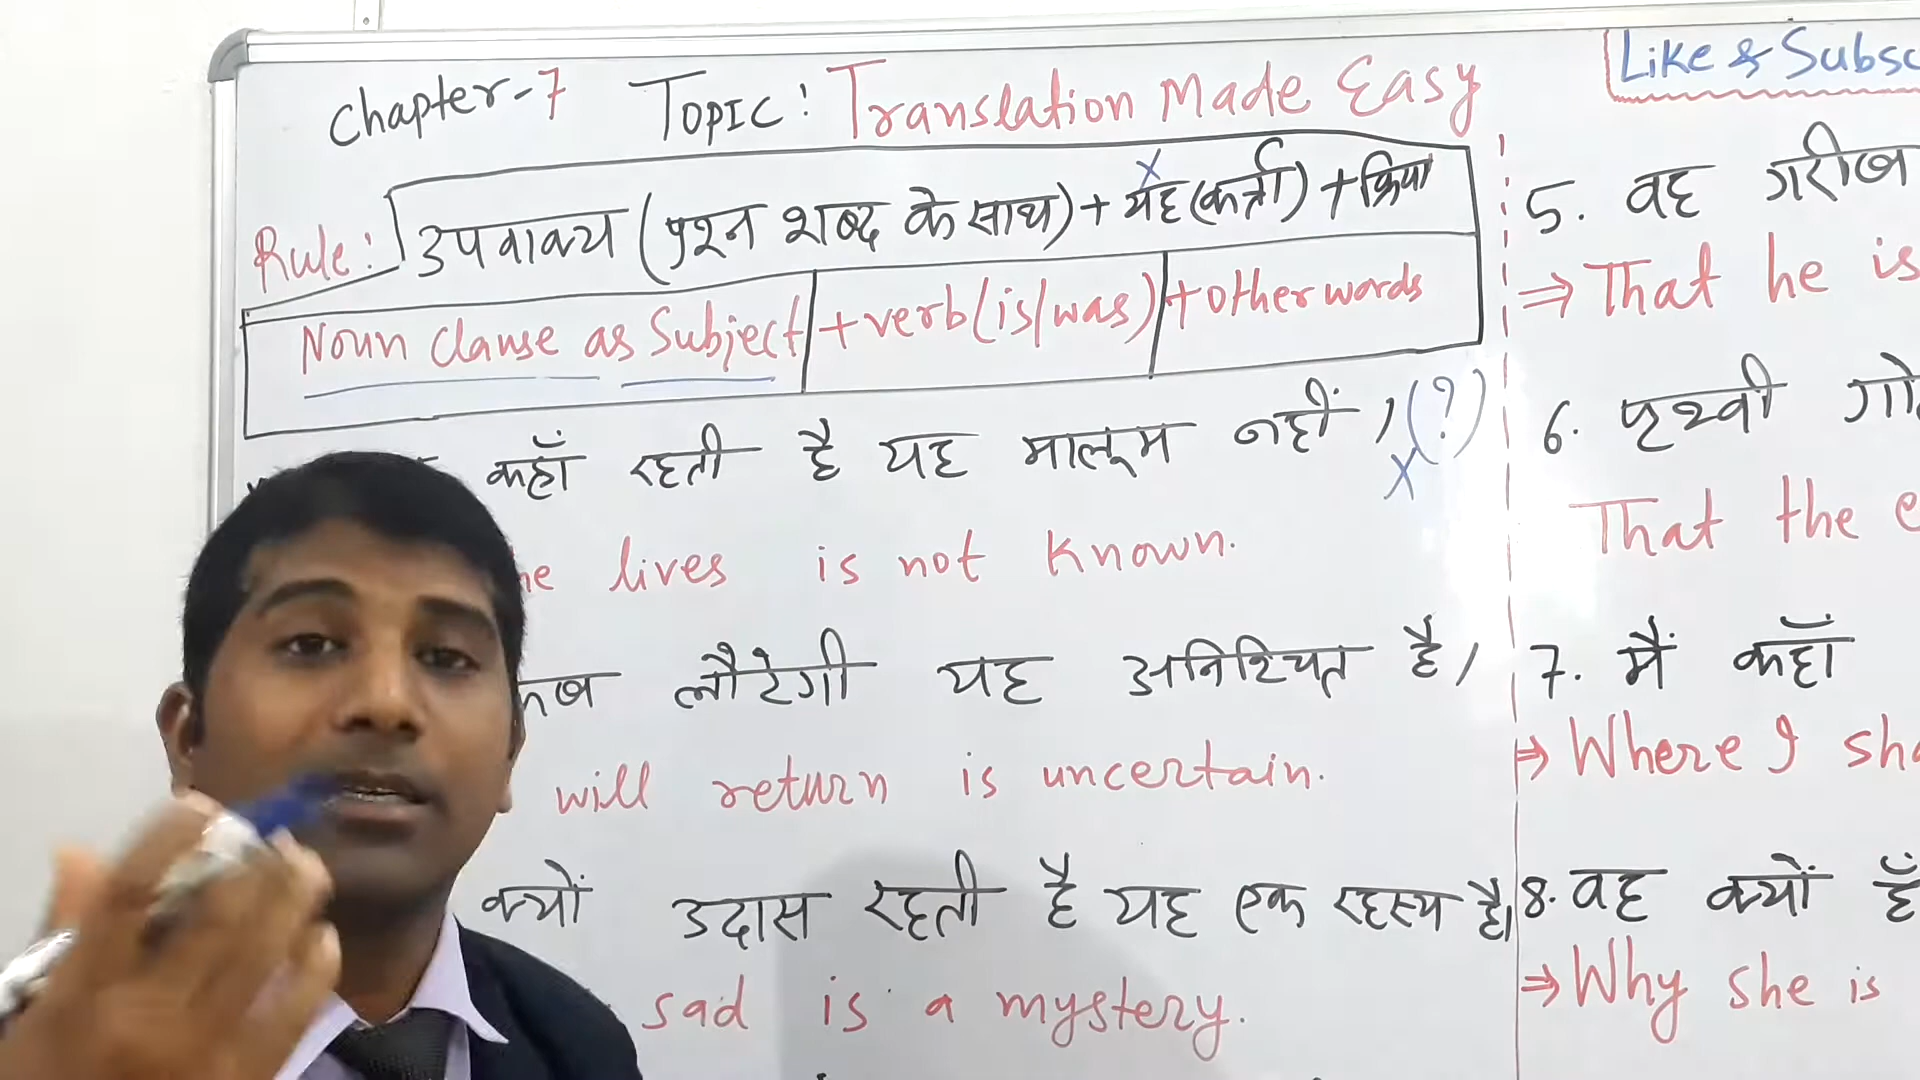 Chapter-7 Topic: Translation Made Easy
Like & Subsc
Rule: उपवाक्य (प्रश्न शब्द के साथ) + यह (कर्त्ता) + क्रिया
Noun clause as Subject + verb (is/was) + other words
कहाँ रहती है यह मालूम नहीं । (?)
he lives is not known.
कब लौटेगी यह अनिश्चित है।
will return is uncertain.
क्यों उदास रहती है यह एक रहस्य है।
sad is a mystery.
5. वह गरीब
⇒ That he is
6. पृथ्वी गो
That the e
7. मैं कहाँ
⇒ Where I sha
8. वह क्यों हँ
⇒ Why she is